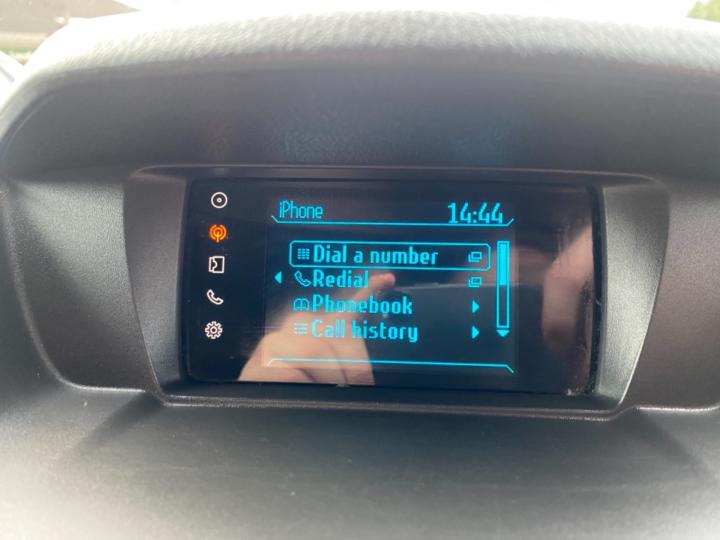 iPhone 14:44
Dial a number
Redial
Phonebook
Call history